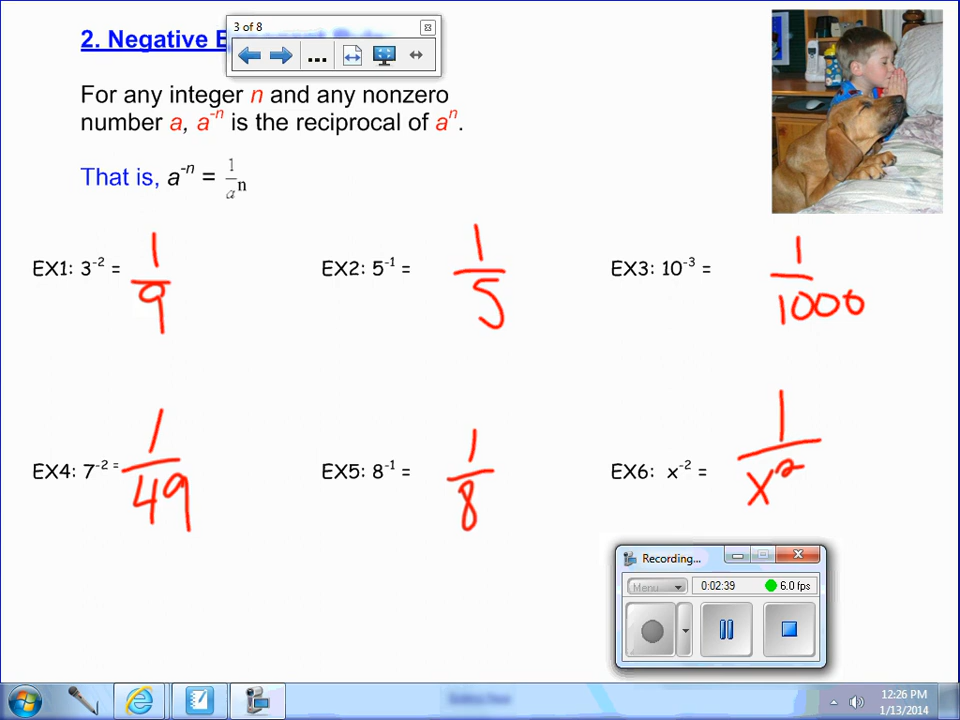 3 of 8
2. Negative
For any integer n and any nonzero
number a, a⁻ⁿ is the reciprocal of aⁿ.
That is, a⁻ⁿ = 1/aⁿ
EX1: 3⁻² = 1/9
EX2: 5⁻¹ = 1/5
EX3: 10⁻³ = 1/1000
EX4: 7⁻² = 1/49
EX5: 8⁻¹ = 1/8
EX6: x⁻² = 1/x²
Recording...
Menu
0:02:39
6.0 fps
12:26 PM
1/13/2014